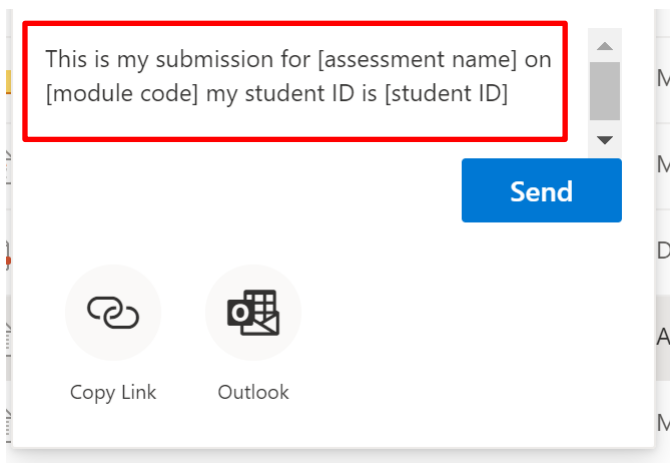 This is my submission for [assessment name] on
[module code] my student ID is [student ID]
Send
Copy Link
Outlook
M
M
D
A
M